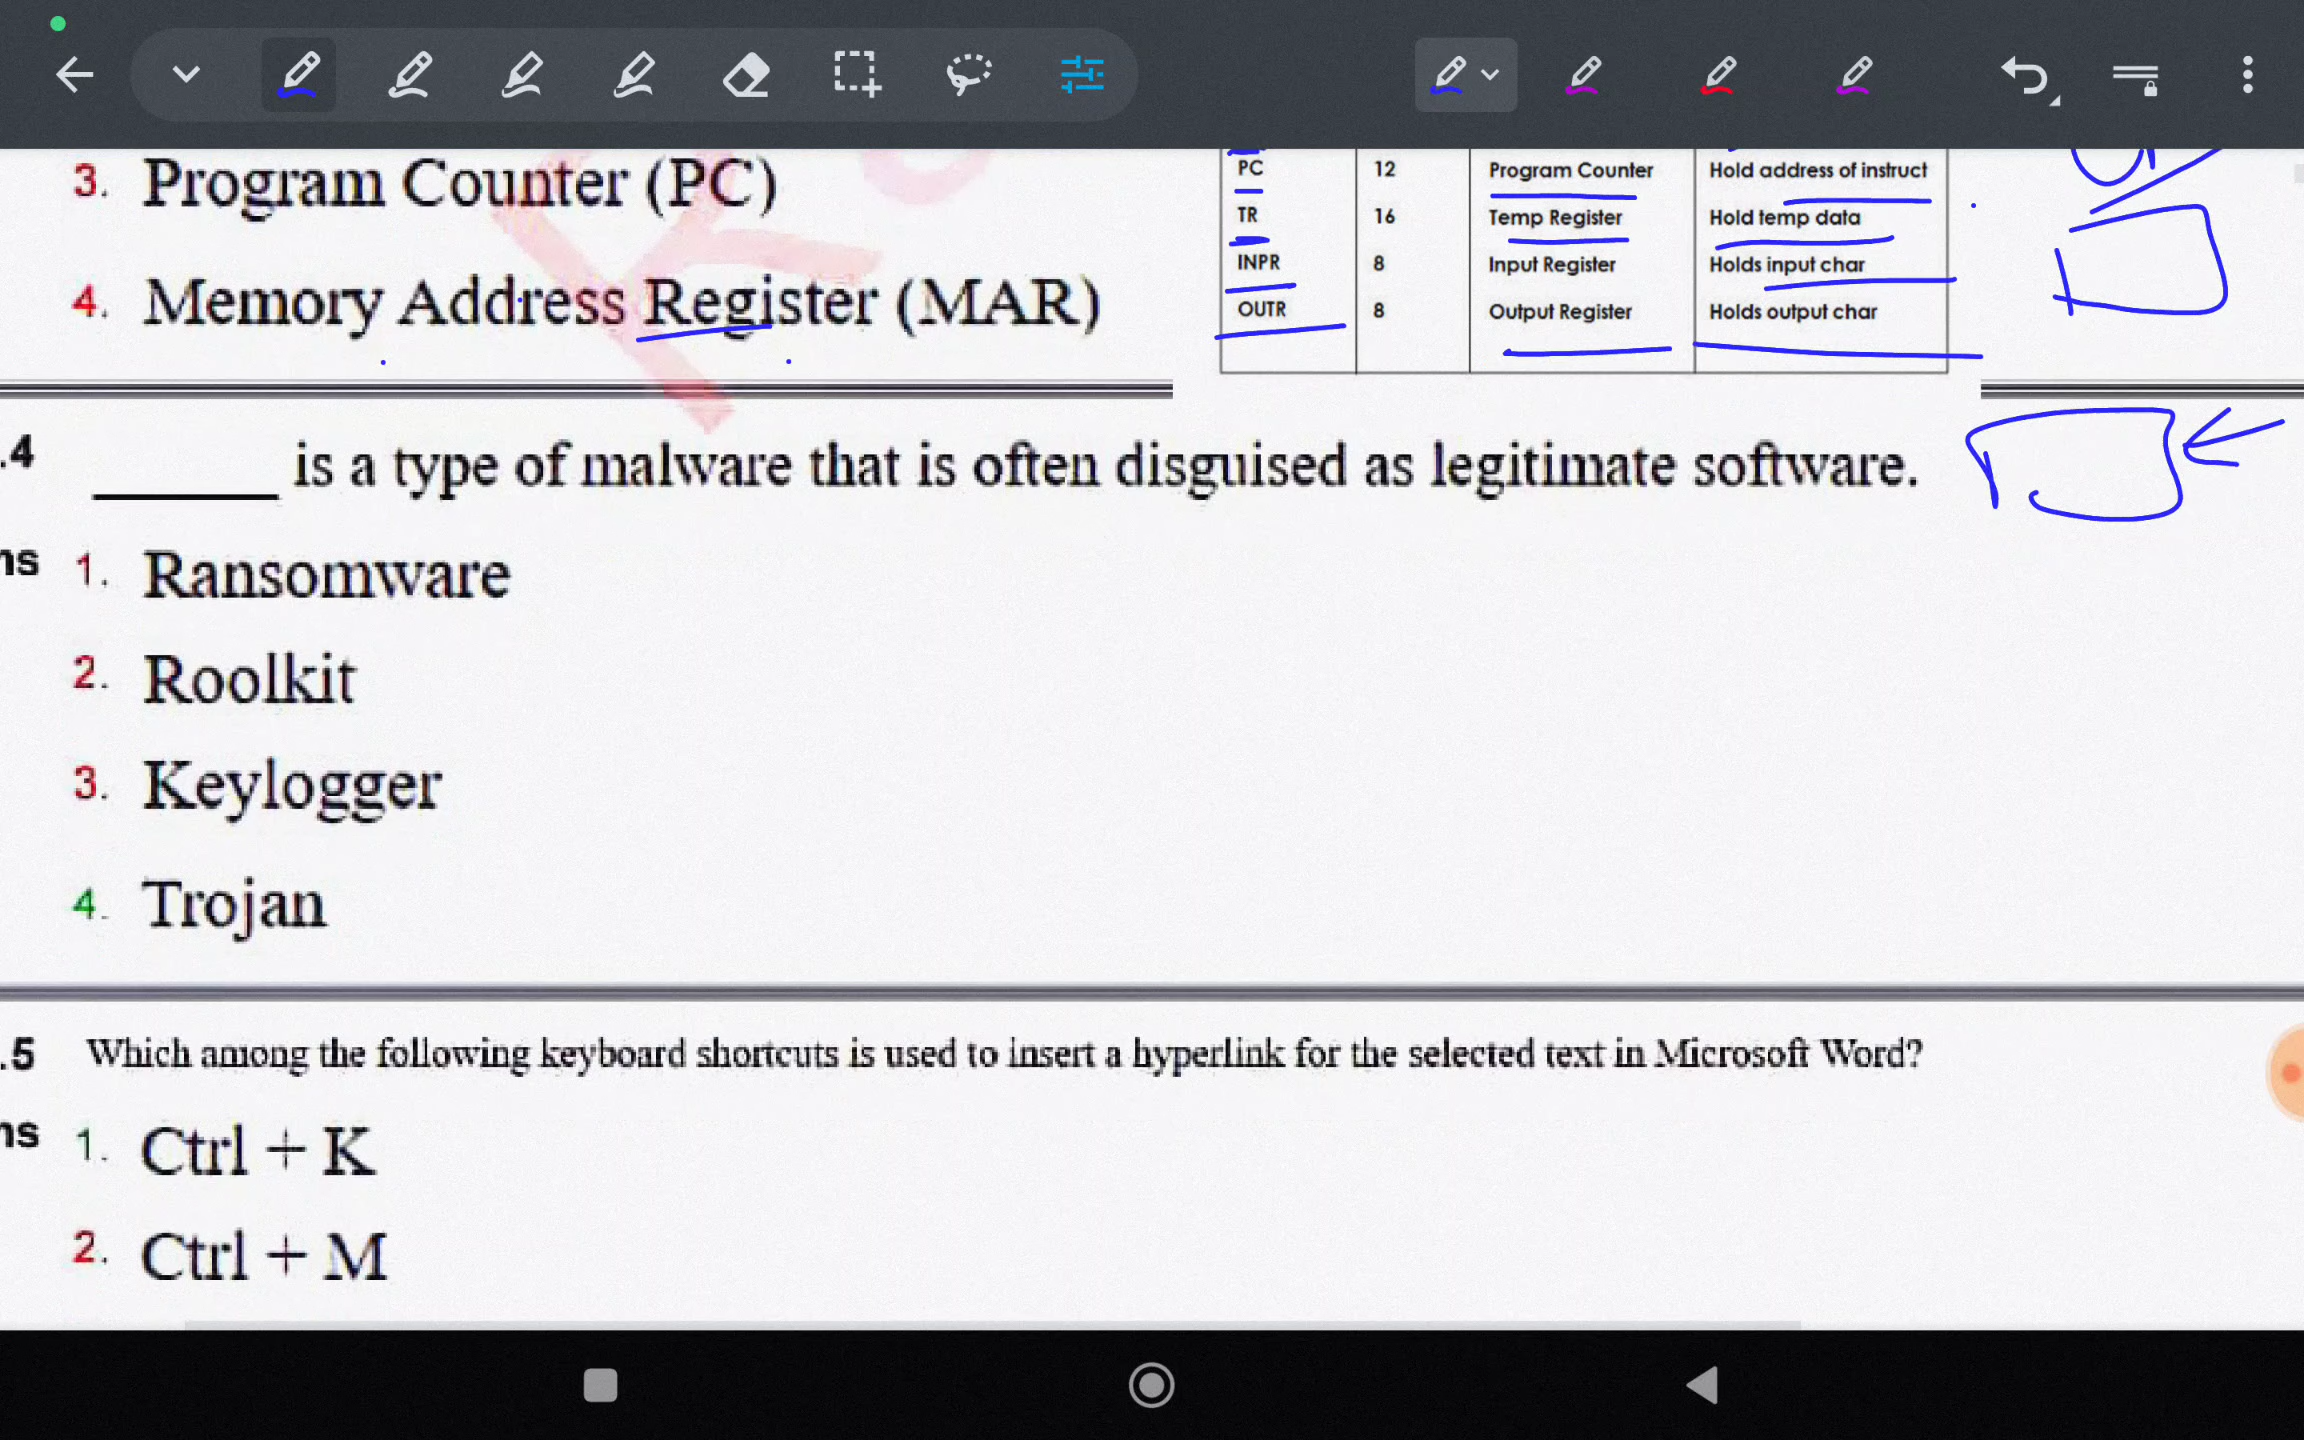 3. Program Counter (PC)
4. Memory Address Register (MAR)
PC 12 Program Counter Hold address of instruct
TR 16 Temp Register Hold temp data
INPR 8 Input Register Holds input char
OUTR 8 Output Register Holds output char
.4 ______ is a type of malware that is often disguised as legitimate software.
ns 1. Ransomware
2. Roolkit
3. Keylogger
4. Trojan
.5 Which among the following keyboard shortcuts is used to insert a hyperlink for the selected text in Microsoft Word?
ns 1. Ctrl + K
2. Ctrl + M